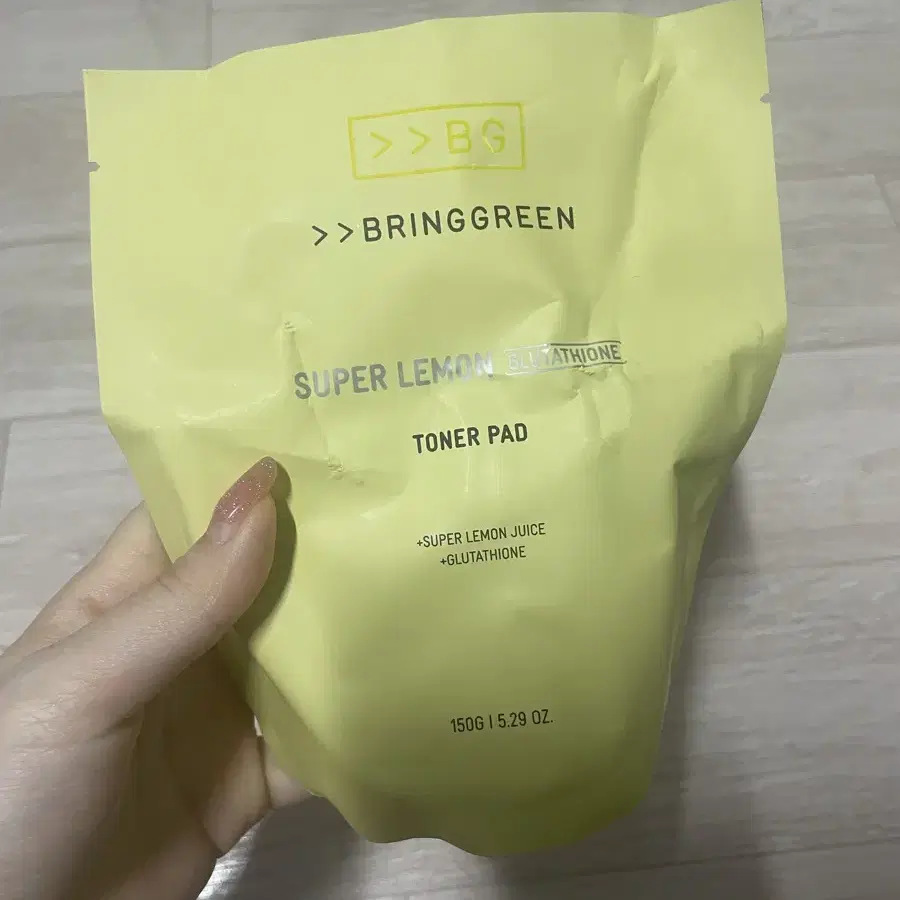 >>BG
>>BRINGGREEN
SUPER LEMON GLUTATHIONE
TONER PAD
+SUPER LEMON JUICE
+GLUTATHIONE
150G | 5.29 OZ.